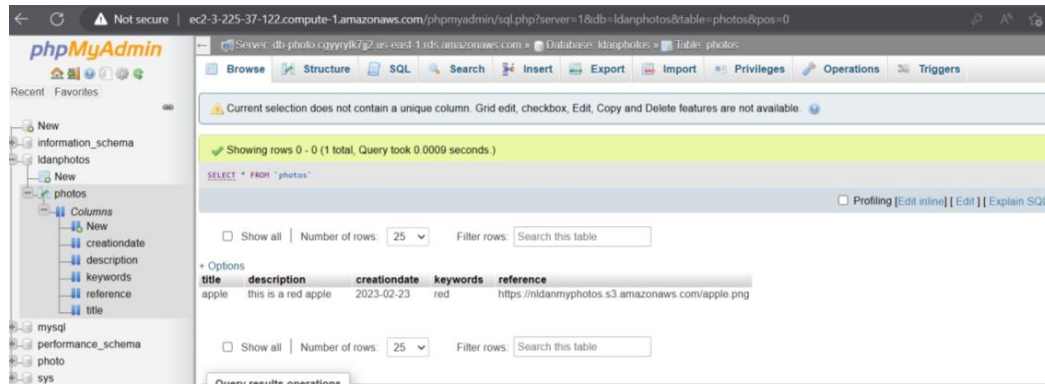 Not secure | ec2-3-225-37-122.compute-1.amazonaws.com/phpmyadmin/sql.php?server=1&db=ldanphotos&table=photos&pos=0
phpMyAdmin
Recent Favorites
New
information_schema
ldanphotos
New
photos
Columns
New
creationdate
description
keywords
reference
title
mysql
performance_schema
photo
sys
Server: db-photo.cgyyrylk7jj2.us-east-1.rds.amazonaws.com » Database: ldanphotos » Table: photos
Browse Structure SQL Search Insert Export Import Privileges Operations Triggers
Current selection does not contain a unique column. Grid edit, checkbox, Edit, Copy and Delete features are not available.
Showing rows 0 - 0 (1 total, Query took 0.0009 seconds.)
SELECT * FROM `photos`
Profiling [Edit inline] [ Edit ] [ Explain SQL
Show all | Number of rows: 25 Filter rows: Search this table
+ Options
title description creationdate keywords reference
apple this is a red apple 2023-02-23 red https://nldanmyphotos.s3.amazonaws.com/apple.png
Show all | Number of rows: 25 Filter rows: Search this table
Query results operations